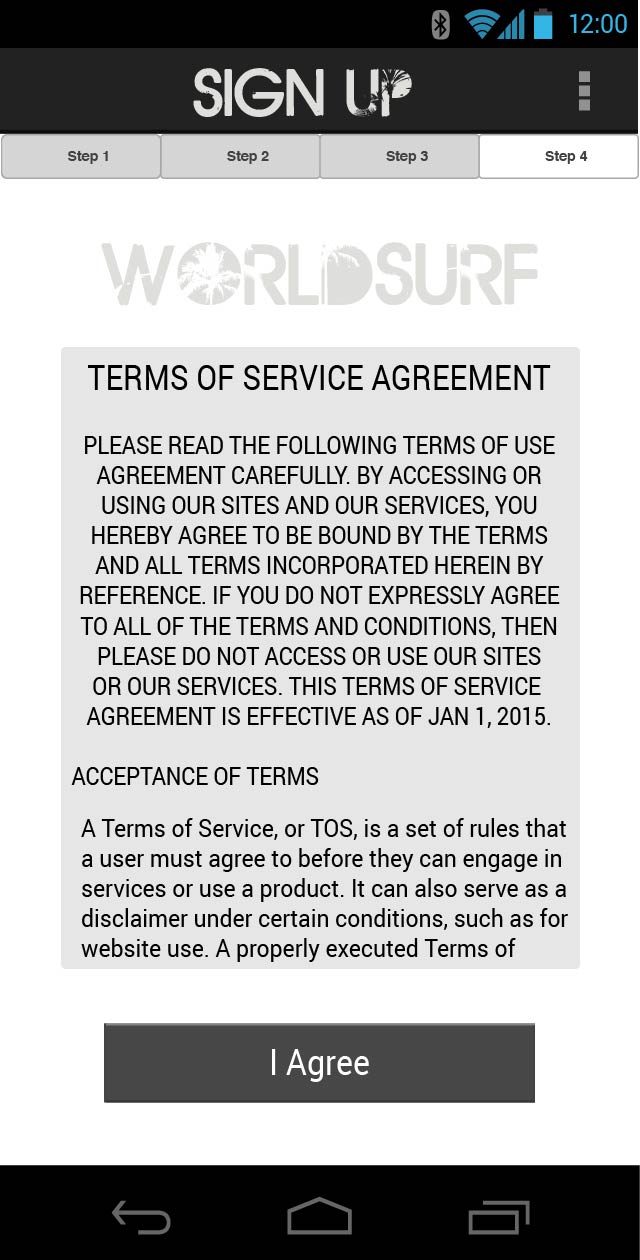 12:00
SIGN UP
Step 1 Step 2 Step 3 Step 4
WORLDSURF
TERMS OF SERVICE AGREEMENT
PLEASE READ THE FOLLOWING TERMS OF USE
AGREEMENT CAREFULLY. BY ACCESSING OR
USING OUR SITES AND OUR SERVICES, YOU
HEREBY AGREE TO BE BOUND BY THE TERMS
AND ALL TERMS INCORPORATED HEREIN BY
REFERENCE. IF YOU DO NOT EXPRESSLY AGREE
TO ALL OF THE TERMS AND CONDITIONS, THEN
PLEASE DO NOT ACCESS OR USE OUR SITES
OR OUR SERVICES. THIS TERMS OF SERVICE
AGREEMENT IS EFFECTIVE AS OF JAN 1, 2015.
ACCEPTANCE OF TERMS
A Terms of Service, or TOS, is a set of rules that
a user must agree to before they can engage in
services or use a product. It can also serve as a
disclaimer under certain conditions, such as for
website use. A properly executed Terms of
I Agree